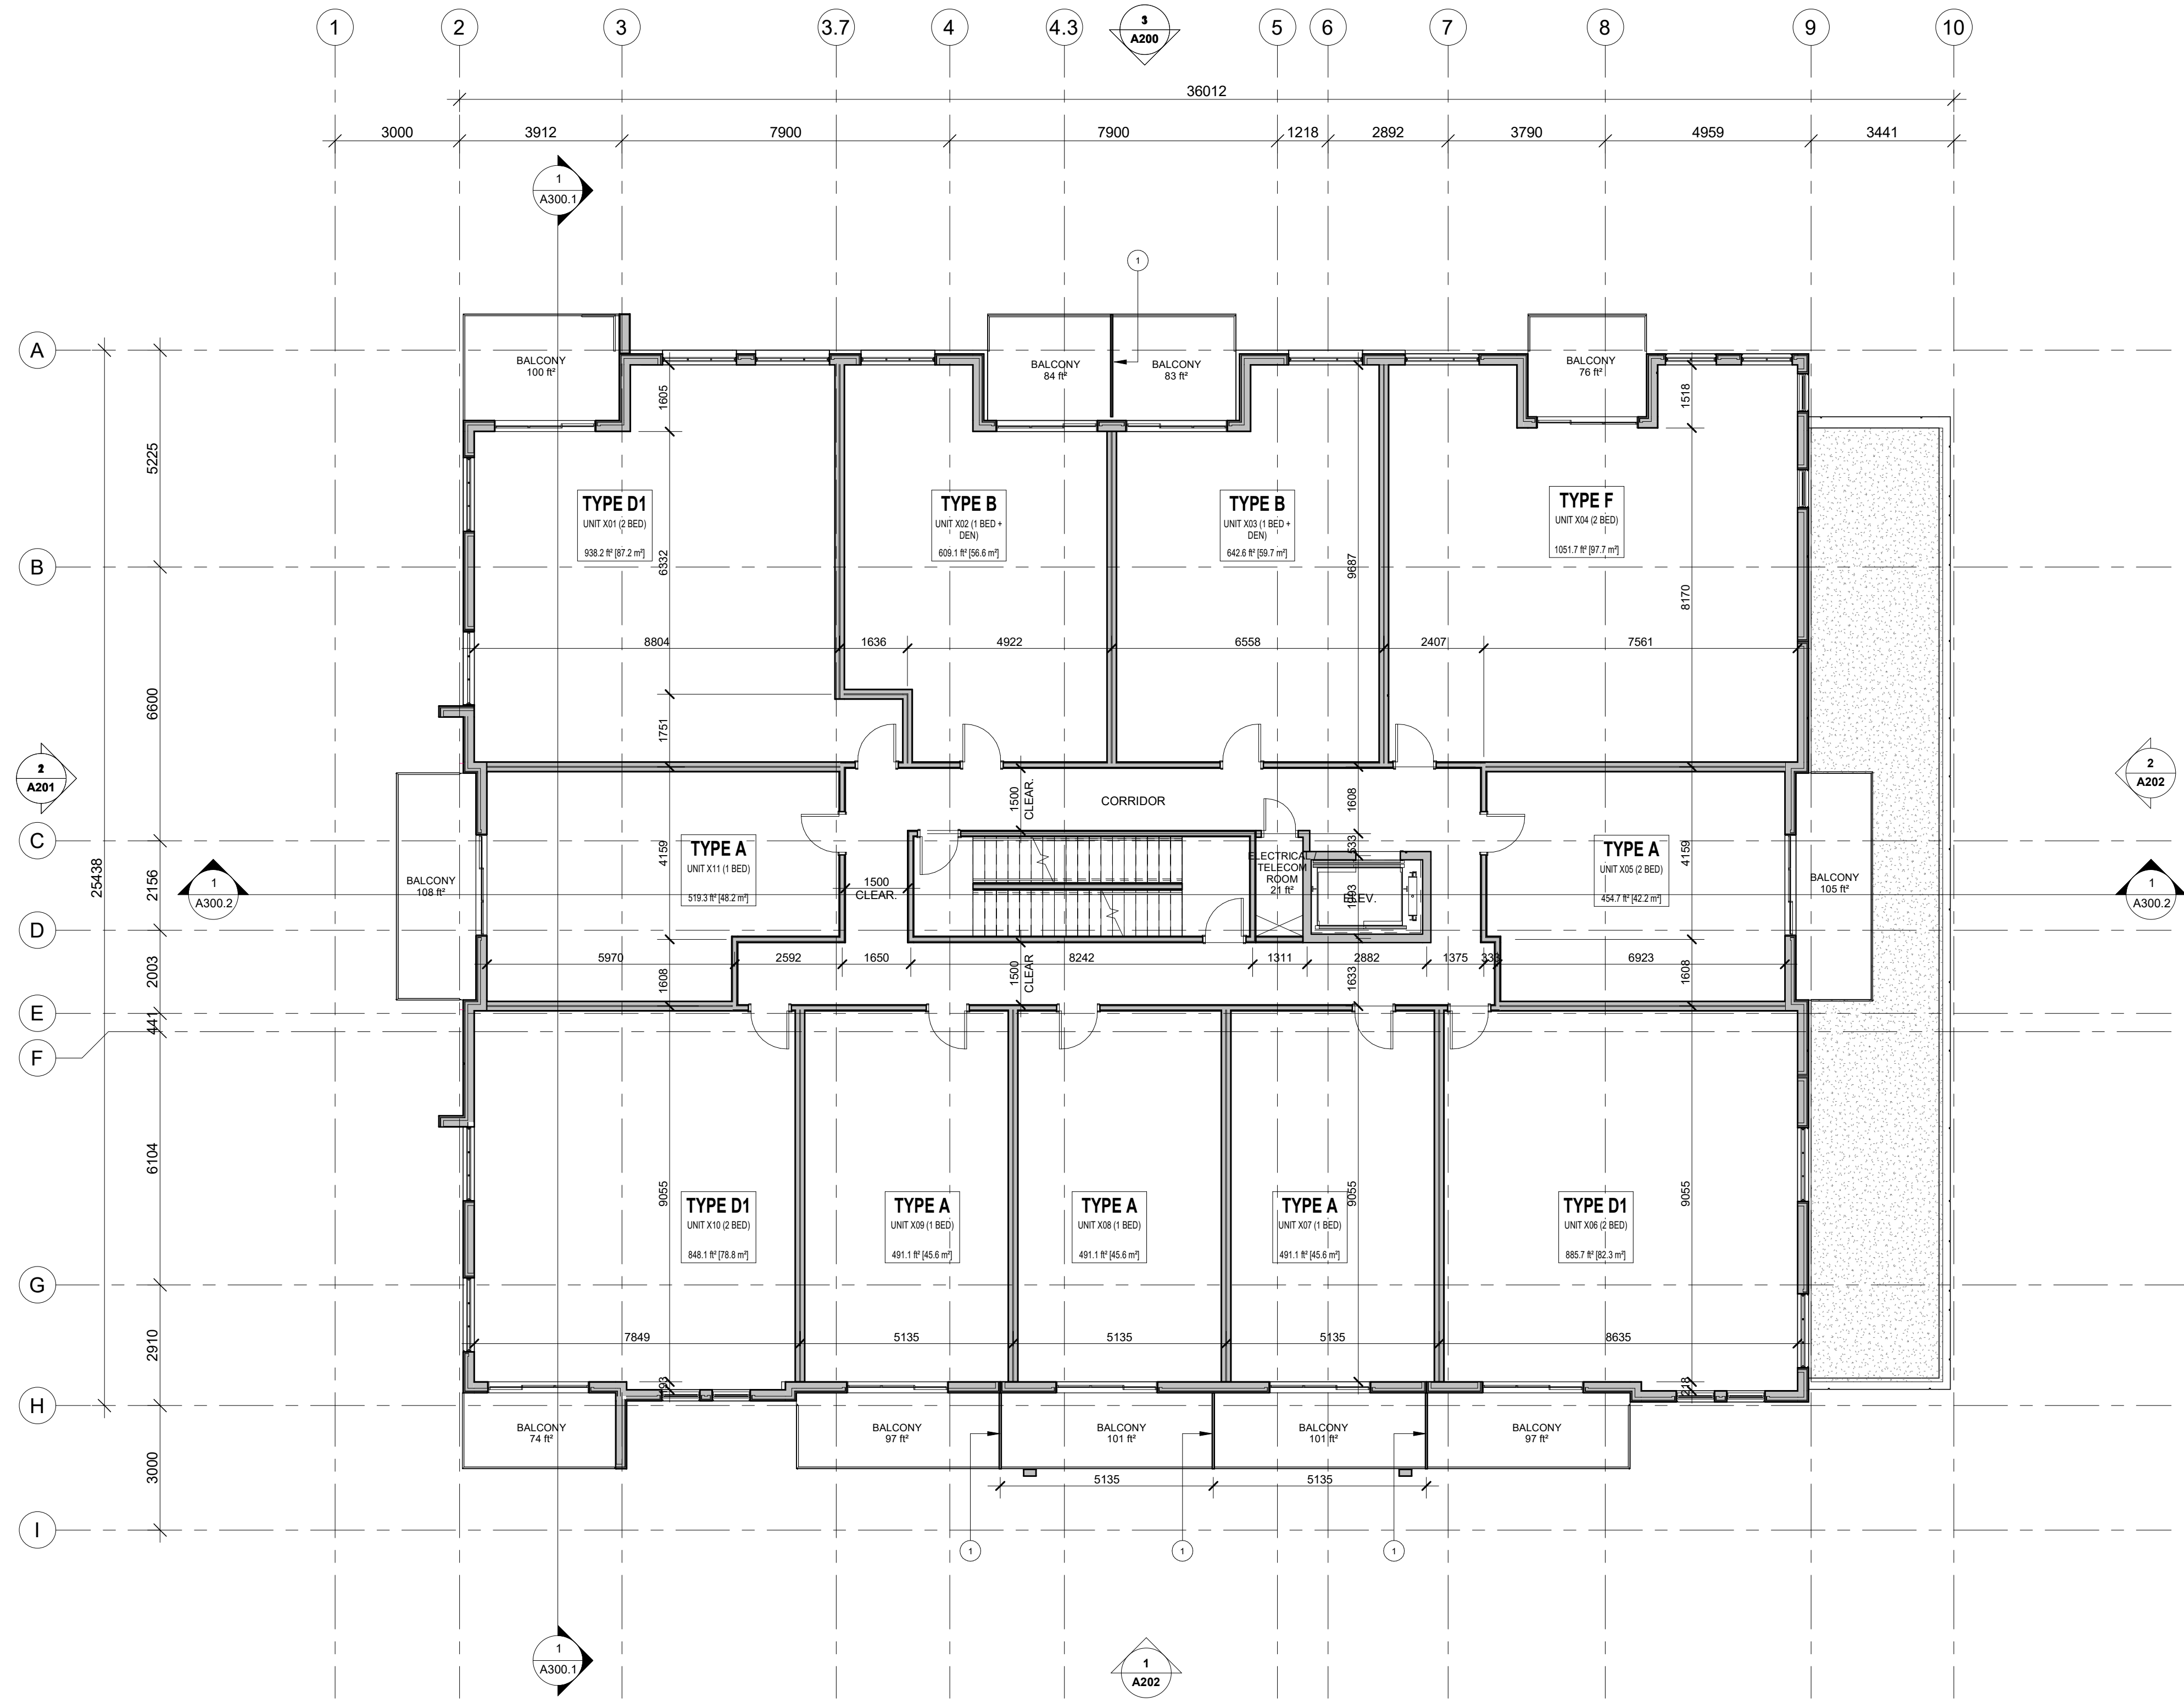 1
2
3
3.7
4
4.3
3
A200
5
6
7
8
9
10
36012
3000
3912
7900
7900
1218
2892
3790
4959
3441
1
A300.1
1
A
B
C
D
E
F
G
H
I
5225
6600
2156
2003
441
6104
2910
3000
25438
BALCONY
100 ft²
BALCONY
84 ft²
BALCONY
83 ft²
BALCONY
76 ft²
1605
1518
TYPE D1
UNIT X01 (2 BED)
938.2 ft² [87.2 m²]
TYPE B
UNIT X02 (1 BED +
DEN)
609.1 ft² [56.6 m²]
TYPE B
UNIT X03 (1 BED +
DEN)
642.6 ft² [59.7 m²]
TYPE F
UNIT X04 (2 BED)
1051.7 ft² [97.7 m²]
6332
9687
8170
8804
1636
4922
6558
2407
7561
1751
2
A201
2
A202
1500
CLEAR.
CORRIDOR
1608
533
1
A300.2
BALCONY
108 ft²
4159
TYPE A
UNIT X11 (1 BED)
519.3 ft² [48.2 m²]
1500
CLEAR.
ELECTRICAL/
TELECOM
ROOM
21 ft²
1993
ELEV.
TYPE A
UNIT X05 (2 BED)
454.7 ft² [42.2 m²]
4159
BALCONY
105 ft²
1
A300.2
5970
2592
1650
8242
1311
2882
1375
333
6923
1608
1500
CLEAR
1633
1608
9055
9055
9055
TYPE D1
UNIT X10 (2 BED)
848.1 ft² [78.8 m²]
TYPE A
UNIT X09 (1 BED)
491.1 ft² [45.6 m²]
TYPE A
UNIT X08 (1 BED)
491.1 ft² [45.6 m²]
TYPE A
UNIT X07 (1 BED)
491.1 ft² [45.6 m²]
TYPE D1
UNIT X06 (2 BED)
885.7 ft² [82.3 m²]
7849
5135
5135
5135
8635
193
218
BALCONY
74 ft²
BALCONY
97 ft²
BALCONY
101 ft²
BALCONY
101 ft²
BALCONY
97 ft²
5135
5135
1
1
1
1
A300.1
1
A202